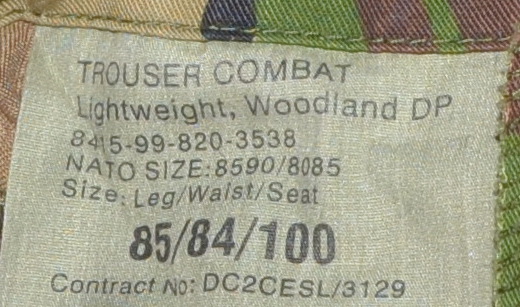 TROUSER COMBAT
Lightweight, Woodland DP
8415-99-820-3538
NATO SIZE:8590/8085
Size: Leg/Waist/Seat
85/84/100
Contract No: DC2CESL/3129